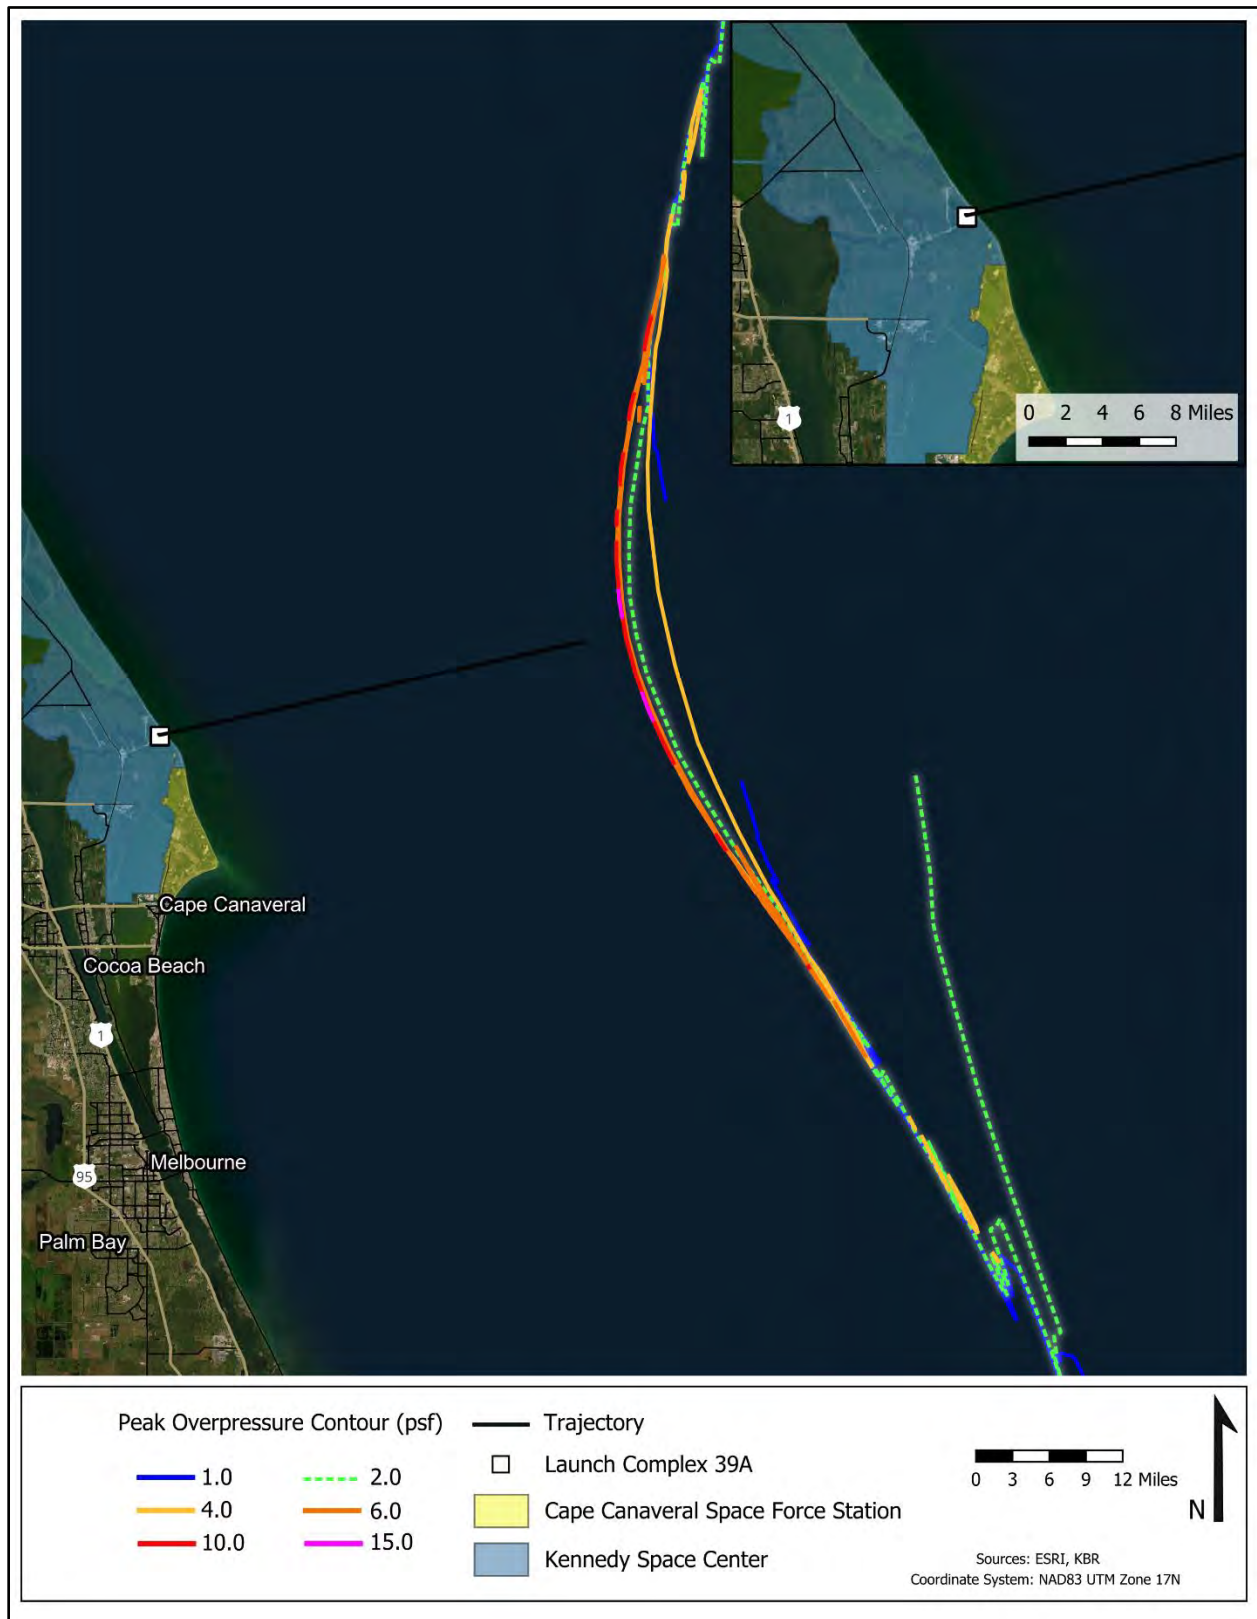 0 2 4 6 8 Miles
1
Cape Canaveral
Cocoa Beach
1
Melbourne
95
Palm Bay
Peak Overpressure Contour (psf)
1.0
2.0
4.0
6.0
10.0
15.0
Trajectory
Launch Complex 39A
Cape Canaveral Space Force Station
Kennedy Space Center
0 3 6 9 12 Miles
N
Sources: ESRI, KBR
Coordinate System: NAD83 UTM Zone 17N